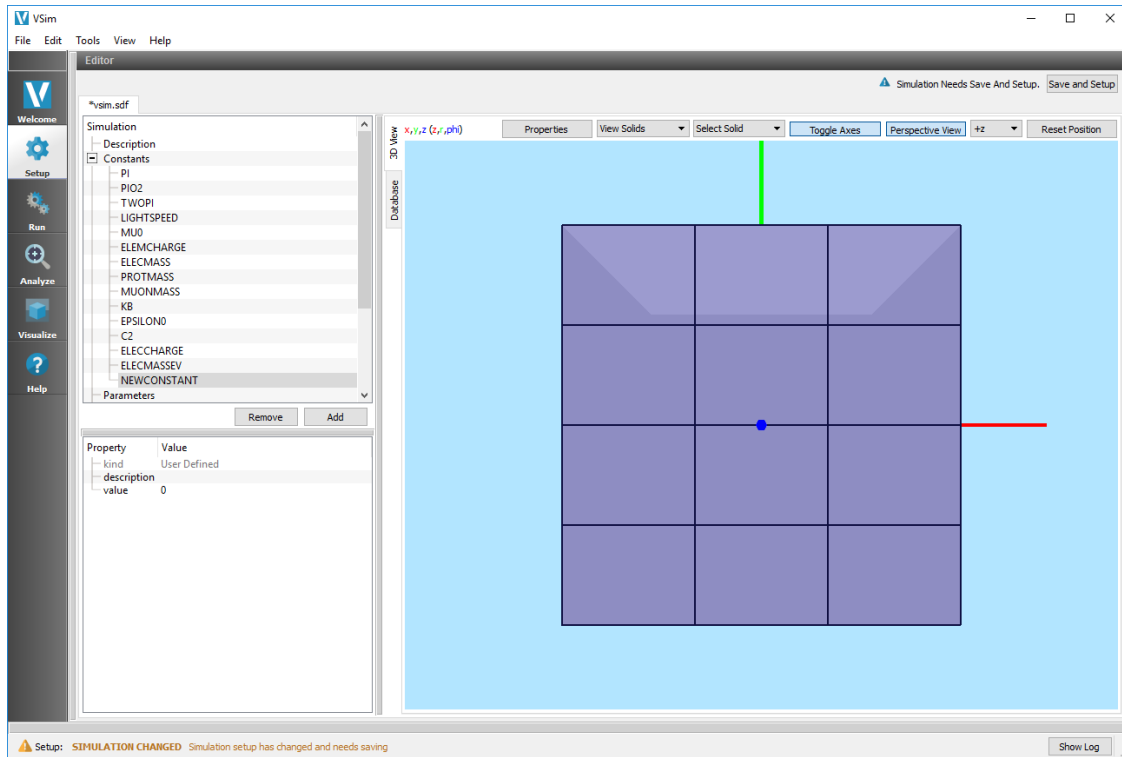 VSim
File Edit Tools View Help
Editor
Simulation Needs Save And Setup. Save and Setup
*vsim.sdf
Welcome
Setup
Run
Analyze
Visualize
Help
Simulation
Description
Constants
PI
PIO2
TWOPI
LIGHTSPEED
MU0
ELEMCHARGE
ELECMASS
PROTMASS
MUONMASS
KB
EPSILON0
C2
ELECCHARGE
ELECMASSEV
NEWCONSTANT
Parameters
Remove Add
Property Value
kind User Defined
description
value 0
3D View
Database
x,y,z (z,r,phi) Properties View Solids Select Solid Toggle Axes Perspective View +z Reset Position
Setup: SIMULATION CHANGED Simulation setup has changed and needs saving Show Log